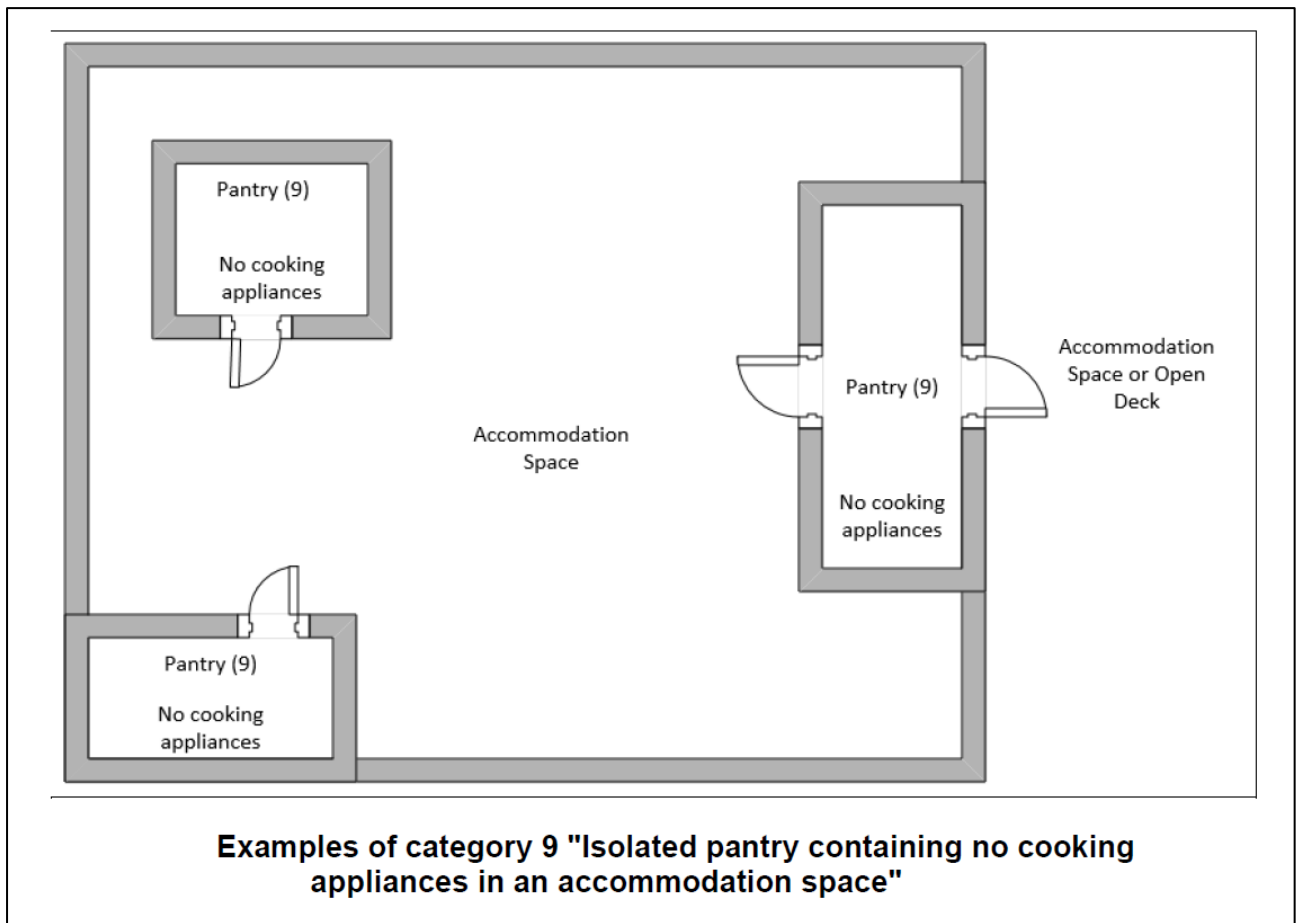 Pantry (9)
No cooking
appliances
Accommodation
Space or Open
Deck
Pantry (9)
Accommodation
Space
No cooking
appliances
Pantry (9)
No cooking
appliances
Examples of category 9 "Isolated pantry containing no cooking
appliances in an accommodation space"